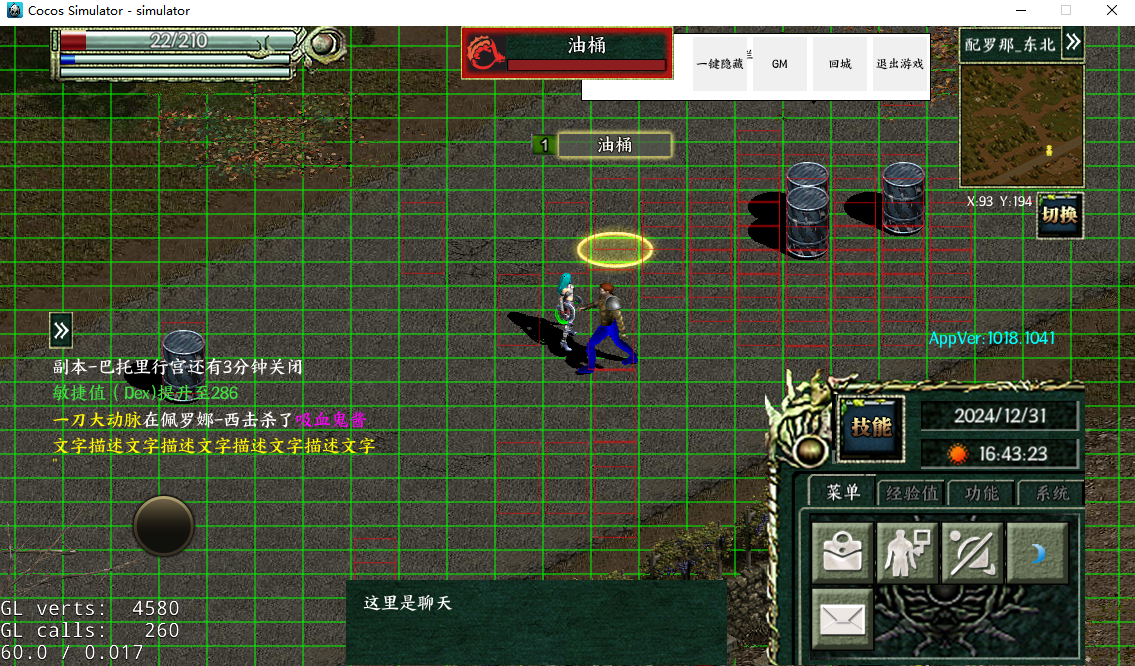 Cocos Simulator - simulator
22/210
油桶
一键隐藏
GM
回城
退出游戏
配罗那_东北
1
油桶
X:93 Y:194
切换
AppVer:1018.1041
副本-巴托里行宫还有3分钟关闭
敏捷值（Dex)提升至286
一刀大动脉在佩罗娜-西击杀了吸血鬼酱
文字描述文字描述文字描述文字描述文字
技能
2024/12/31
16:43:23
菜单
经验值
功能
系统
这里是聊天
GL verts: 4580
GL calls: 260
60.0 / 0.017